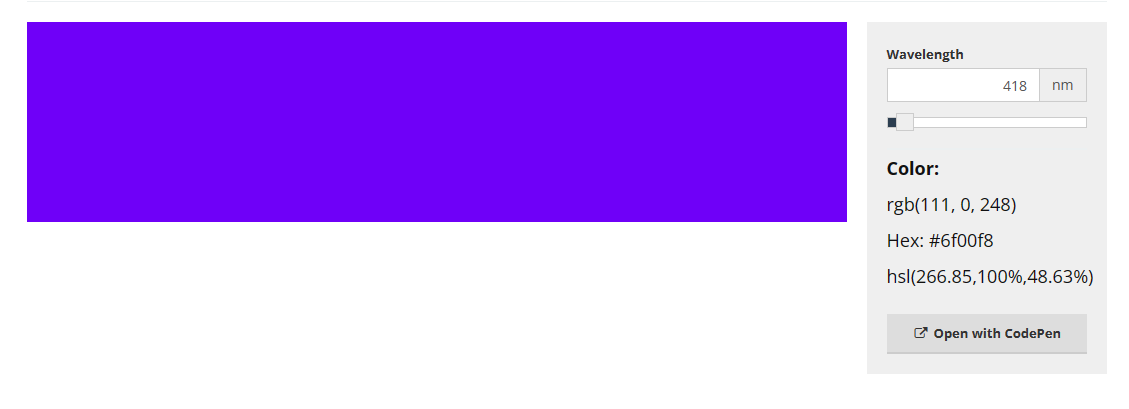 Wavelength
418 nm
Color:
rgb(111, 0, 248)
Hex: #6f00f8
hsl(266.85,100%,48.63%)
Open with CodePen